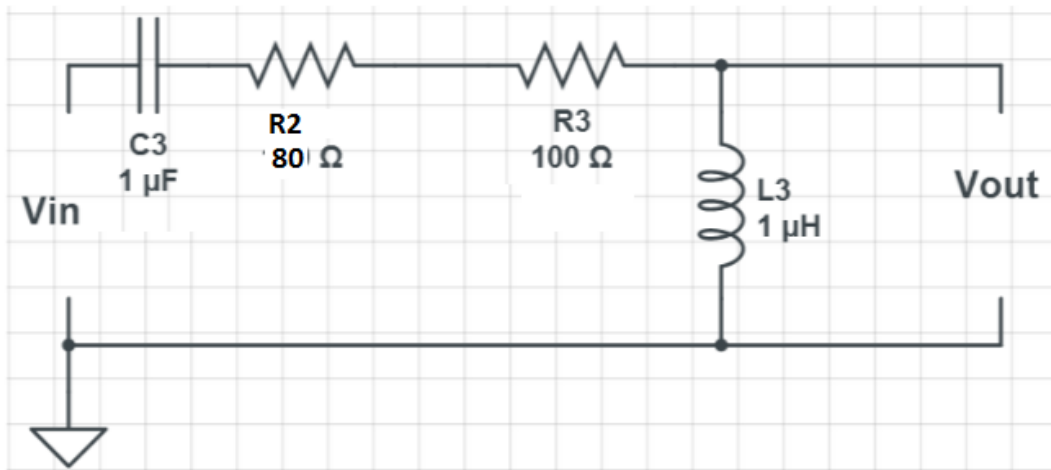 C3
1 µF
R2
80 Ω
R3
100 Ω
L3
1 µH
Vin
Vout